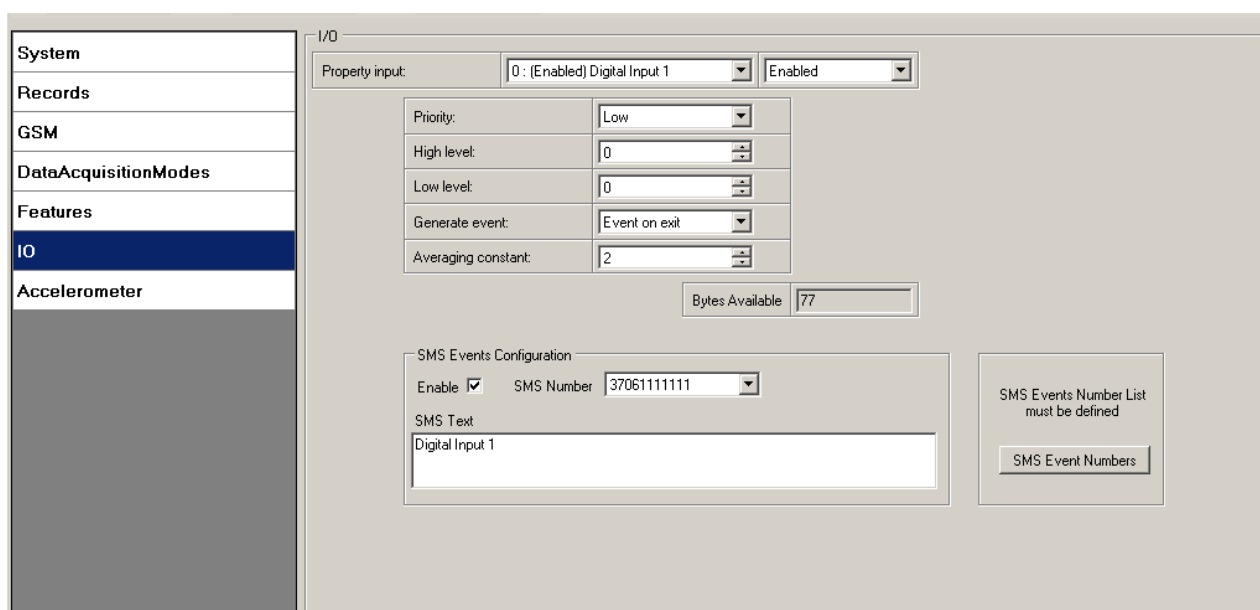 System
Records
GSM
DataAcquisitionModes
Features
IO
Accelerometer
I/O
Property input: 0 : (Enabled) Digital Input 1 Enabled
Priority: Low
High level: 0
Low level: 0
Generate event: Event on exit
Averaging constant: 2
Bytes Available 77
SMS Events Configuration
Enable SMS Number 37061111111
SMS Text
Digital Input 1
SMS Events Number List
must be defined
SMS Event Numbers